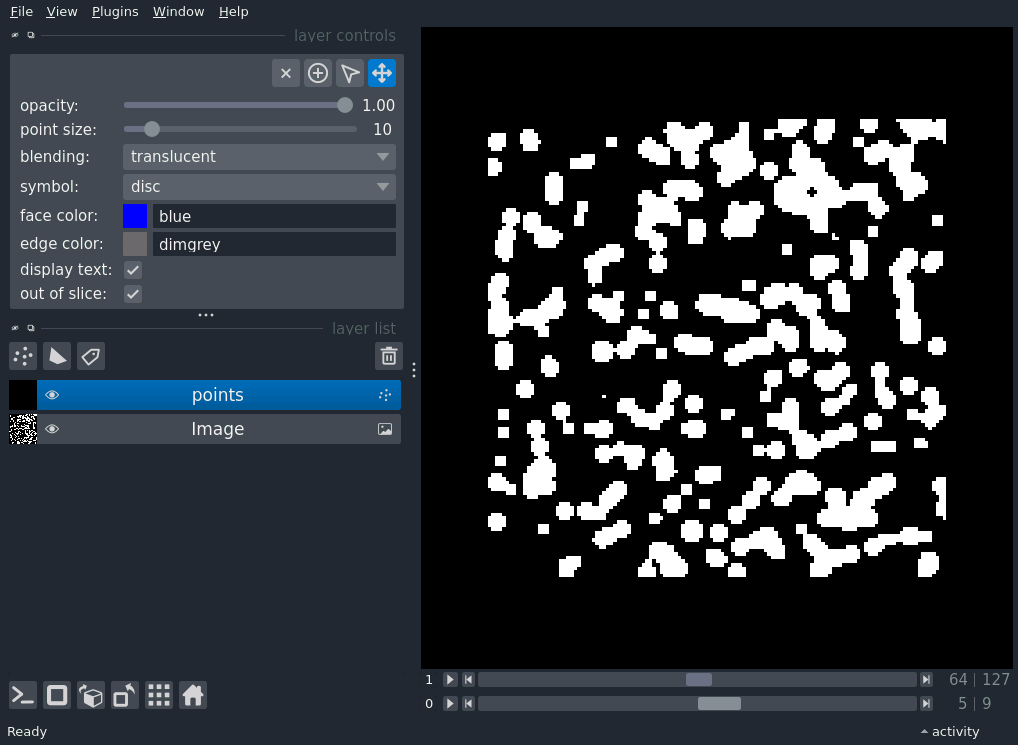 File View Plugins Window Help
layer controls
opacity: 1.00
point size: 10
blending: translucent
symbol: disc
face color: blue
edge color: dimgrey
display text:
out of slice:
layer list
points
Image
1 64 | 127
0 5 | 9
Ready activity